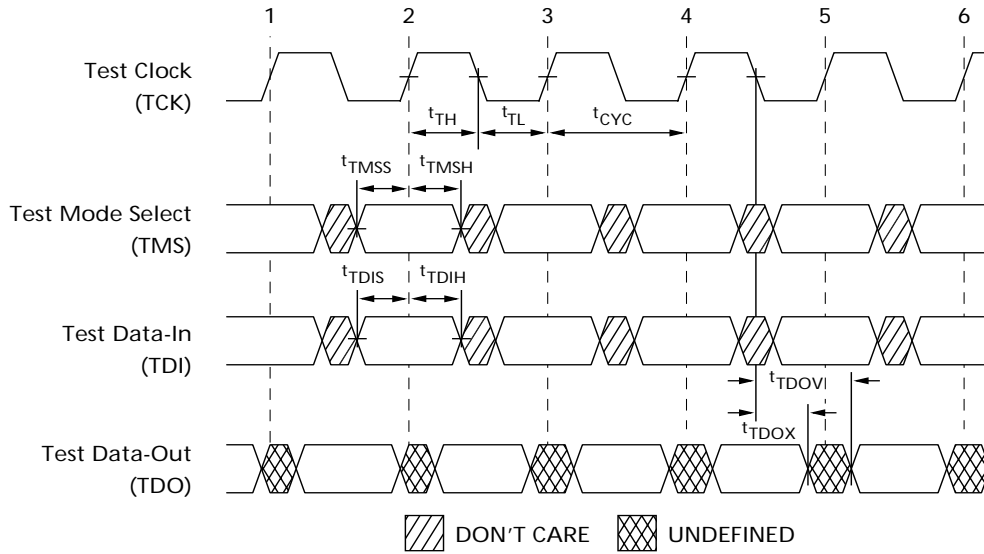 1 2 3 4 5 6
Test Clock
(TCK)
tTH tTL tCYC
tTMSS tTMSH
Test Mode Select
(TMS)
tTDIS tTDIH
Test Data-In
(TDI)
tTDOV
tTDOX
Test Data-Out
(TDO)
DON'T CARE UNDEFINED